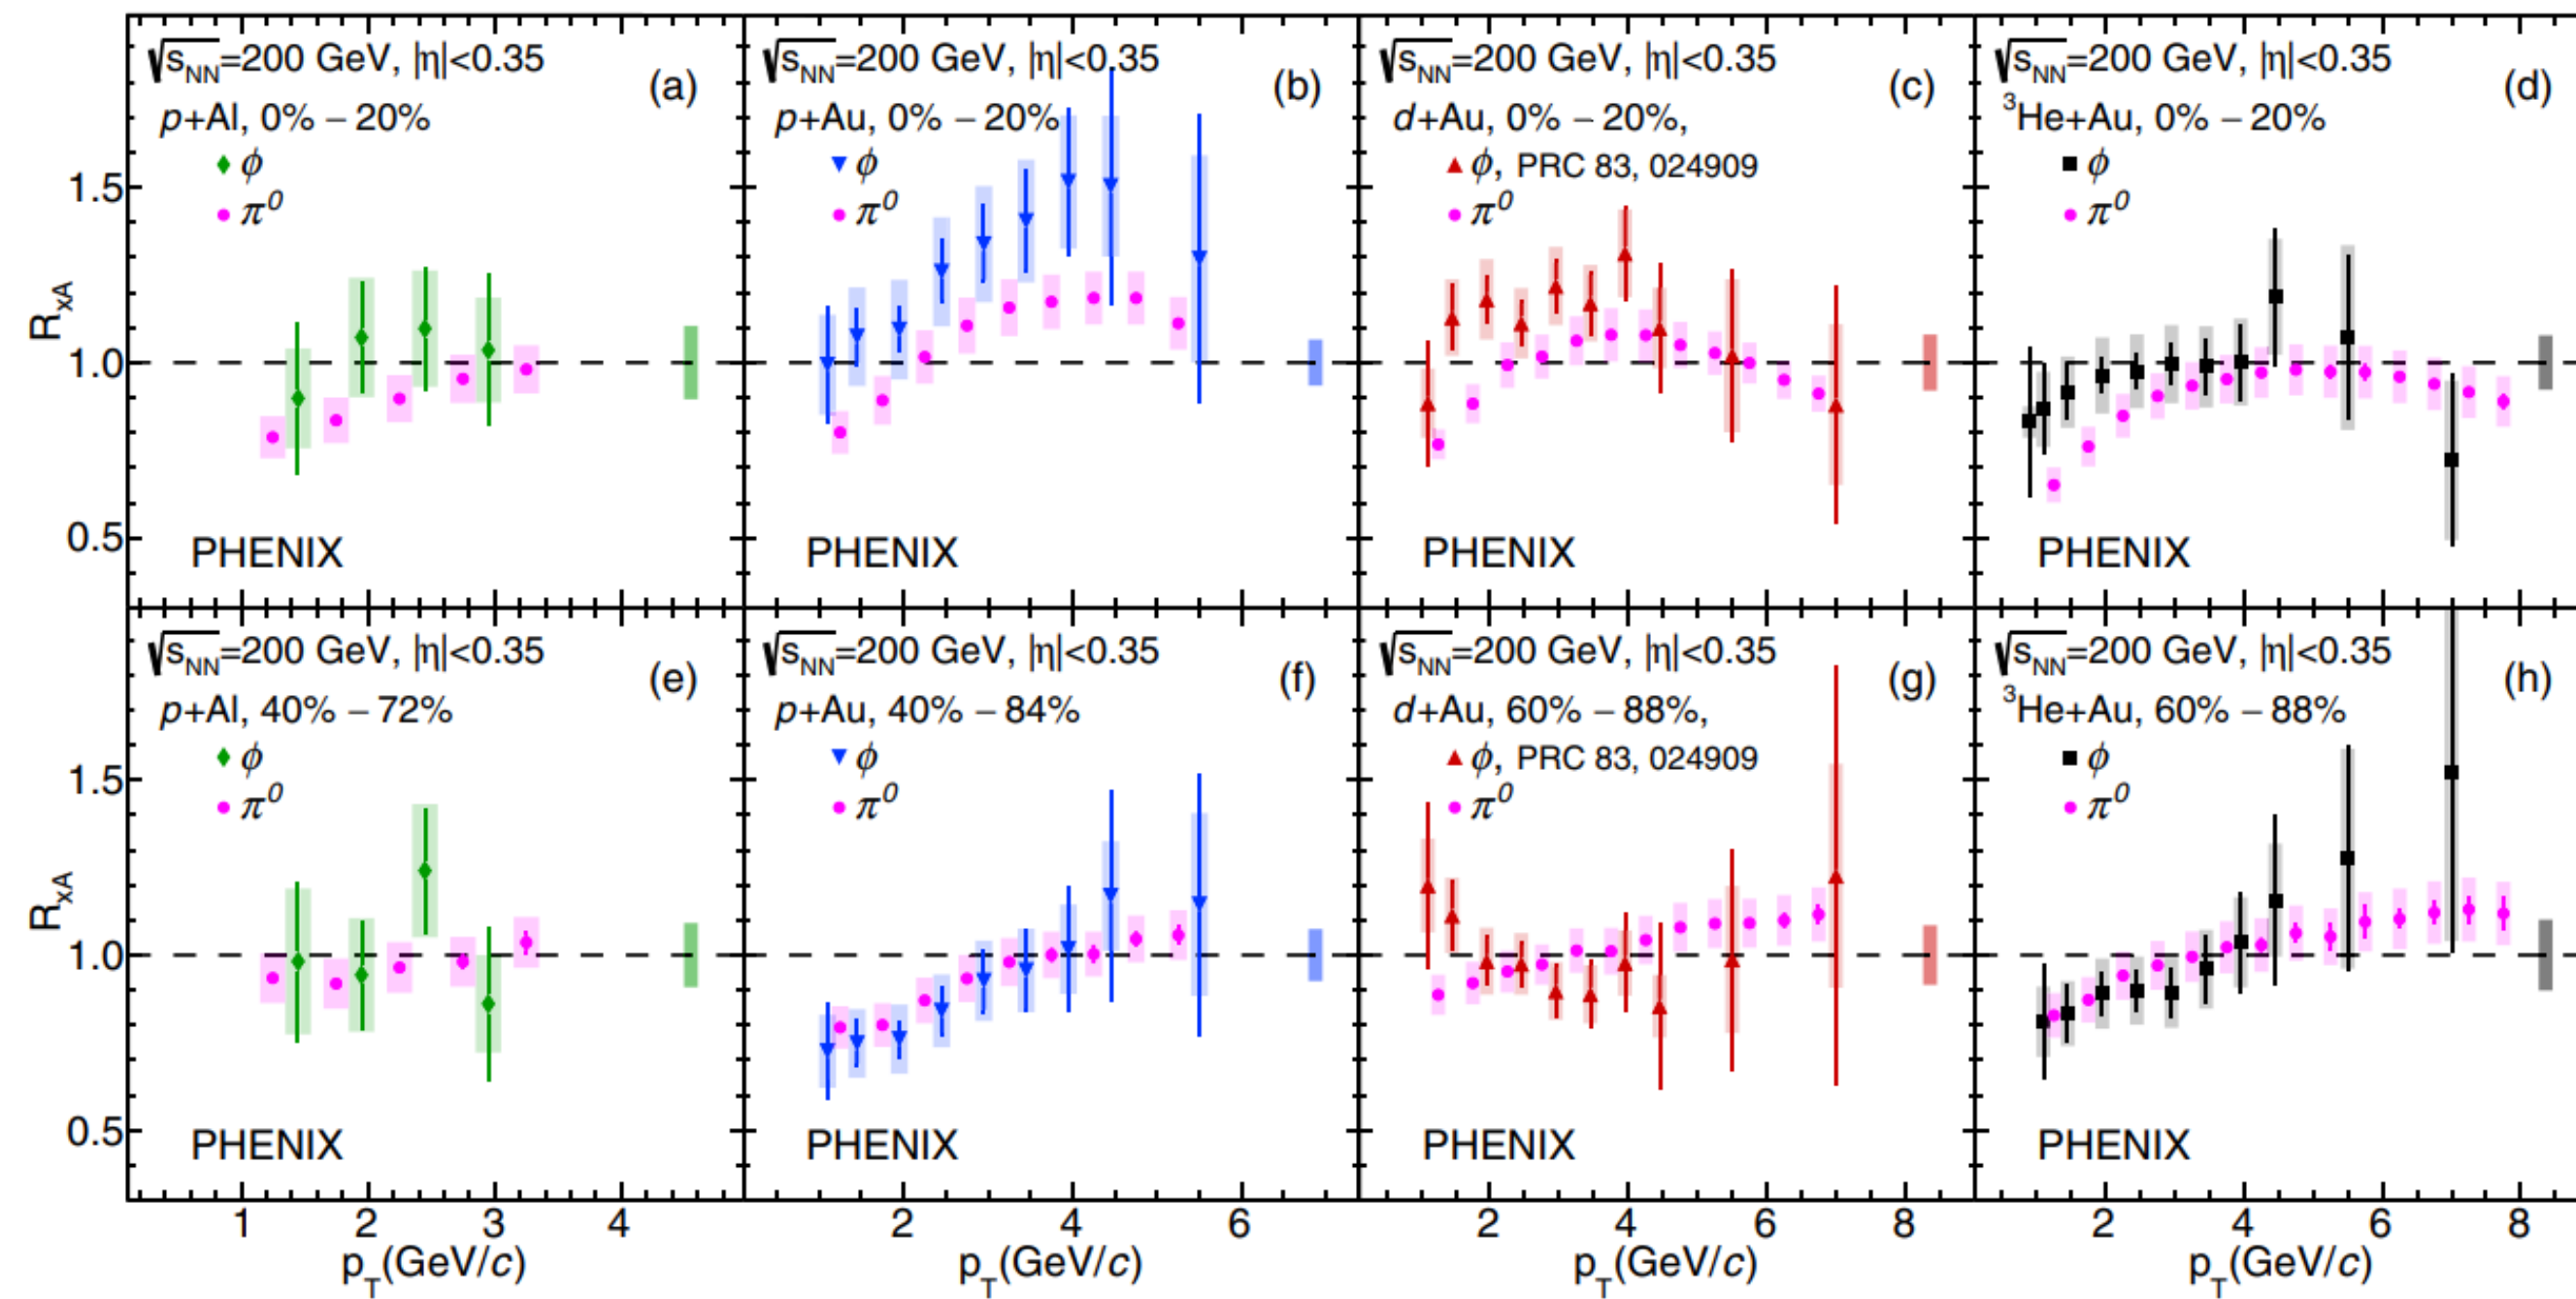 √sNN=200 GeV, |η|<0.35
(a)
p+Al, 0% – 20%
ϕ
π0
PHENIX
√sNN=200 GeV, |η|<0.35
(b)
p+Au, 0% – 20%
ϕ
π0
PHENIX
√sNN=200 GeV, |η|<0.35
(c)
d+Au, 0% – 20%,
ϕ, PRC 83, 024909
π0
PHENIX
√sNN=200 GeV, |η|<0.35
(d)
3He+Au, 0% – 20%
ϕ
π0
PHENIX
RxA
1.5
1.0
0.5
√sNN=200 GeV, |η|<0.35
(e)
p+Al, 40% – 72%
ϕ
π0
PHENIX
√sNN=200 GeV, |η|<0.35
(f)
p+Au, 40% – 84%
ϕ
π0
PHENIX
√sNN=200 GeV, |η|<0.35
(g)
d+Au, 60% – 88%,
ϕ, PRC 83, 024909
π0
PHENIX
√sNN=200 GeV, |η|<0.35
(h)
3He+Au, 60% – 88%
ϕ
π0
PHENIX
RxA
1.5
1.0
0.5
1 2 3 4
2 4 6
2 4 6 8
2 4 6 8
pT(GeV/c)
pT(GeV/c)
pT(GeV/c)
pT(GeV/c)